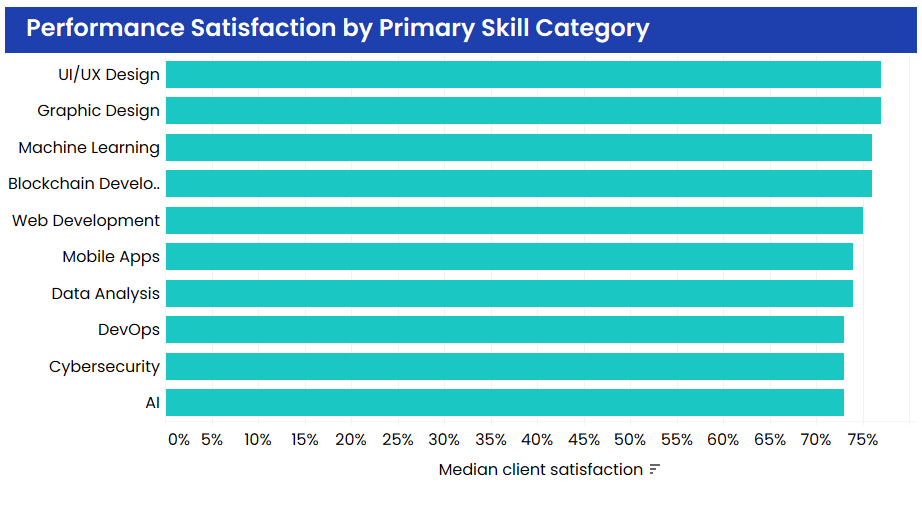 Performance Satisfaction by Primary Skill Category
UI/UX Design
Graphic Design
Machine Learning
Blockchain Develo..
Web Development
Mobile Apps
Data Analysis
DevOps
Cybersecurity
AI
0% 5% 10% 15% 20% 25% 30% 35% 40% 45% 50% 55% 60% 65% 70% 75%
Median client satisfaction